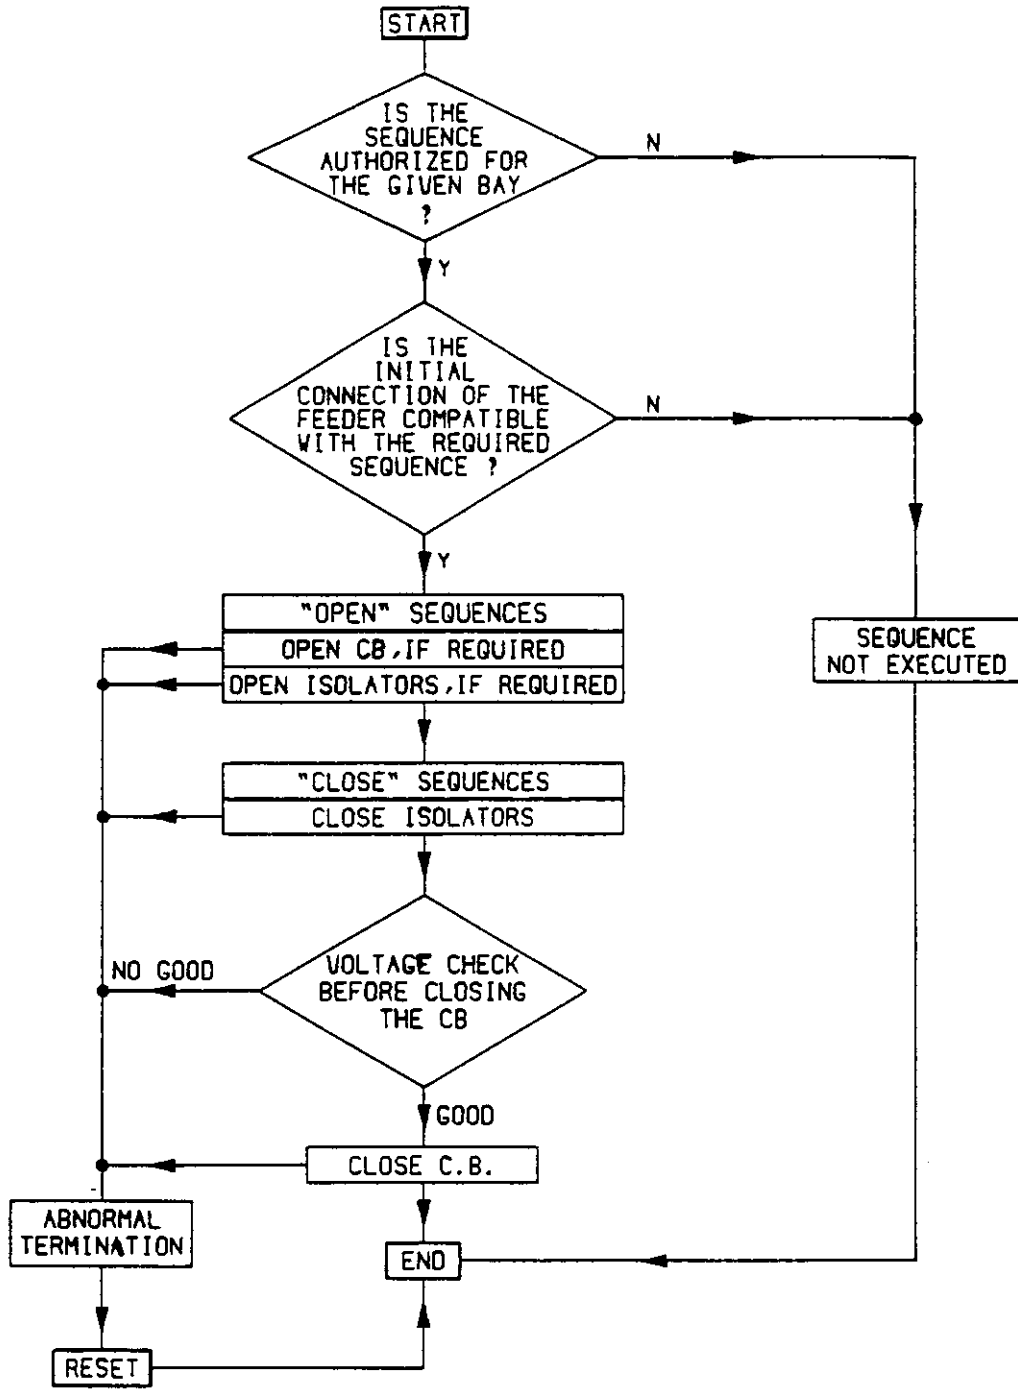 START
IS THE
SEQUENCE
AUTHORIZED FOR
THE GIVEN BAY
?
N
Y
IS THE
INITIAL
CONNECTION OF THE
FEEDER COMPATIBLE
WITH THE REQUIRED
SEQUENCE ?
N
Y
"OPEN" SEQUENCES
OPEN CB,IF REQUIRED
OPEN ISOLATORS,IF REQUIRED
SEQUENCE
NOT EXECUTED
"CLOSE" SEQUENCES
CLOSE ISOLATORS
VOLTAGE CHECK
BEFORE CLOSING
THE CB
NO GOOD
GOOD
CLOSE C.B.
ABNORMAL
TERMINATION
END
RESET